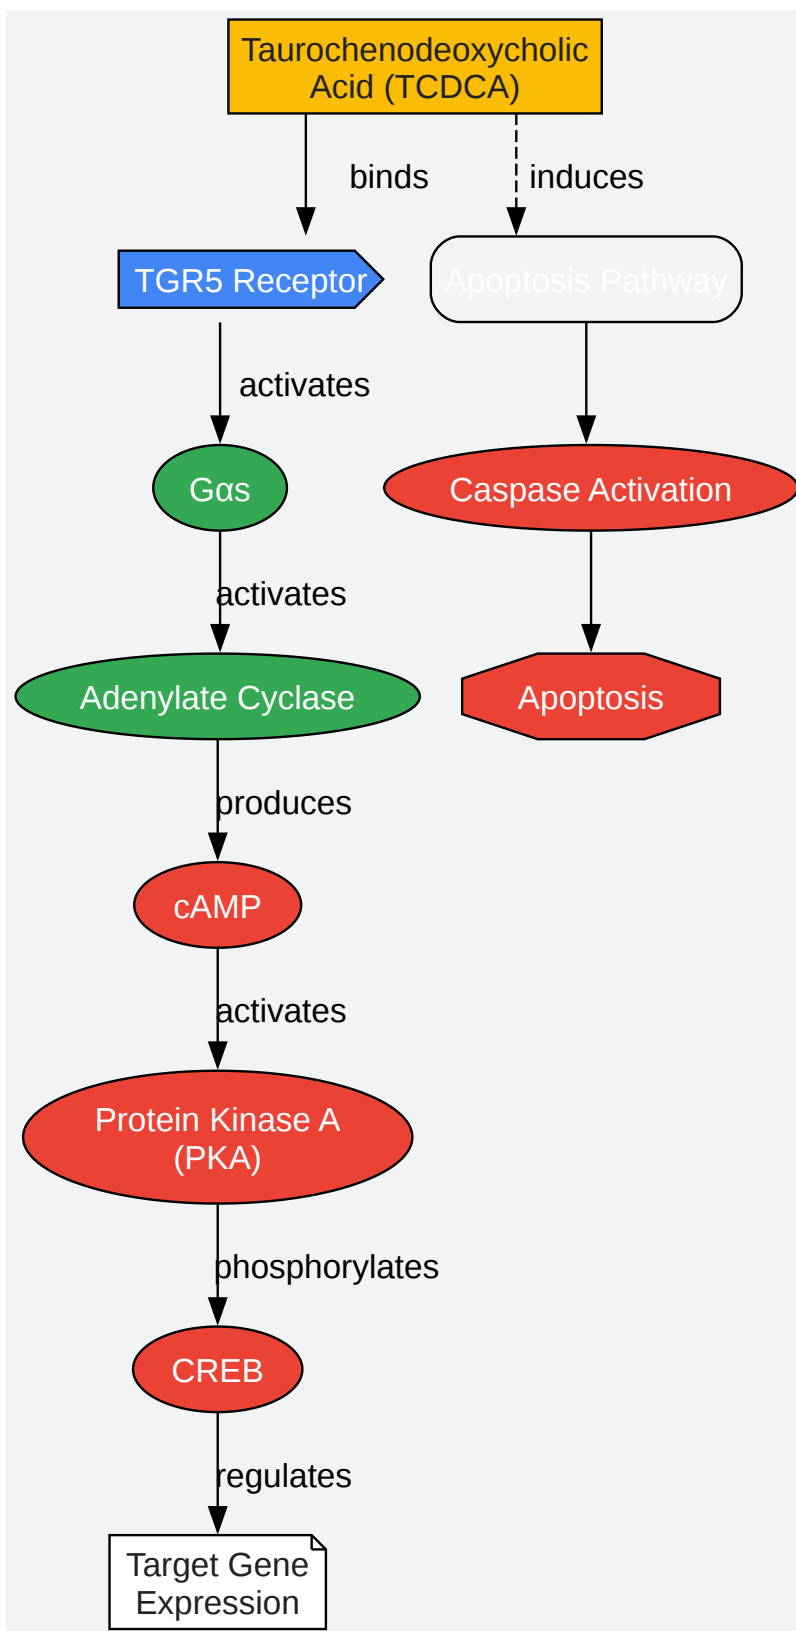 Taurochenodeoxycholic
Acid (TCDCA)
binds
induces
TGR5 Receptor
Apoptosis Pathway
activates
Gαs
Caspase Activation
activates
Adenylate Cyclase
Apoptosis
produces
cAMP
activates
Protein Kinase A
(PKA)
phosphorylates
CREB
regulates
Target Gene
Expression